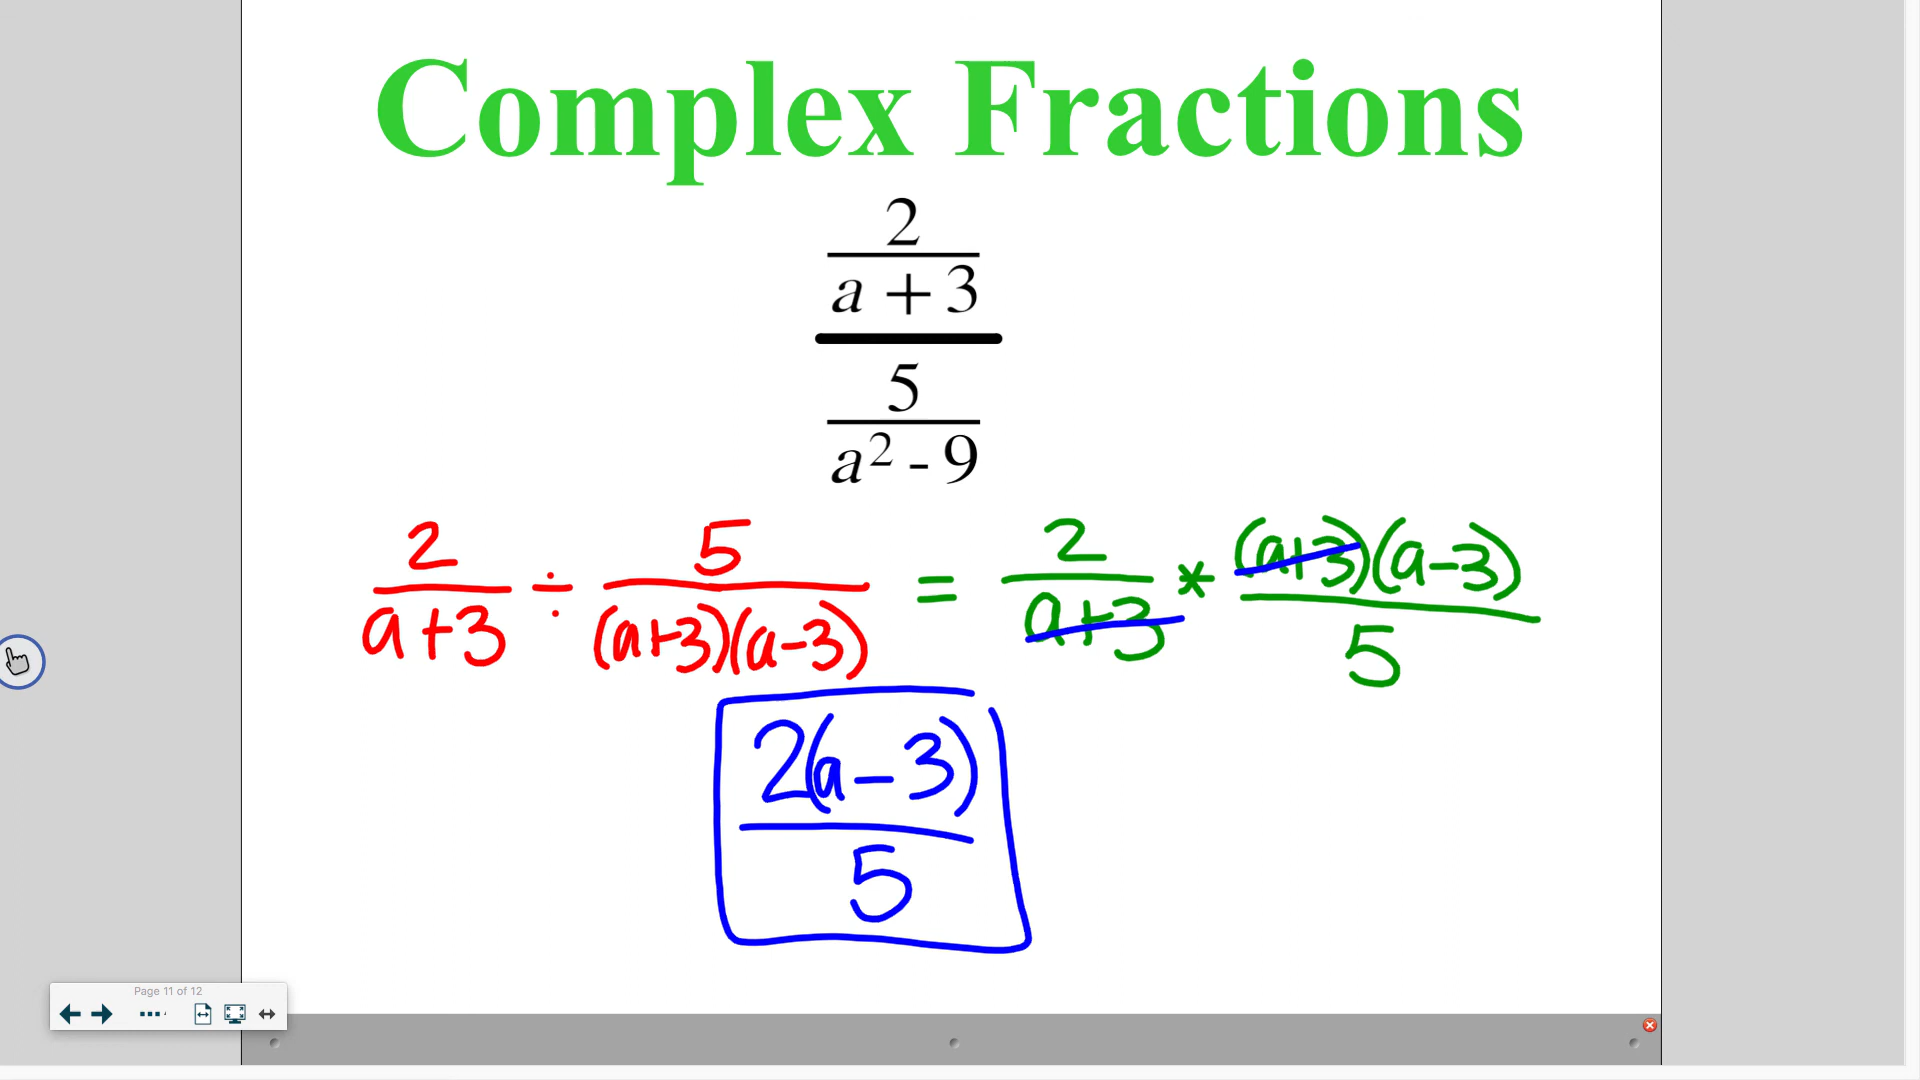 Complex Fractions
2
a + 3
5
a² - 9
2 ÷ 5 = 2 * (a+3)(a-3)
a+3 (a+3)(a-3) a+3 5
2(a-3)
5
Page 11 of 12